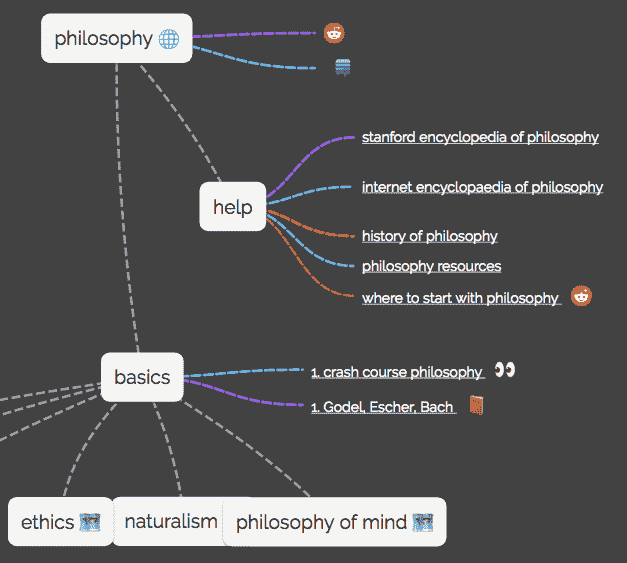 philosophy
help
stanford encyclopedia of philosophy
internet encyclopaedia of philosophy
history of philosophy
philosophy resources
where to start with philosophy
basics
1. crash course philosophy
1. Godel, Escher, Bach
ethics
naturalism
philosophy of mind